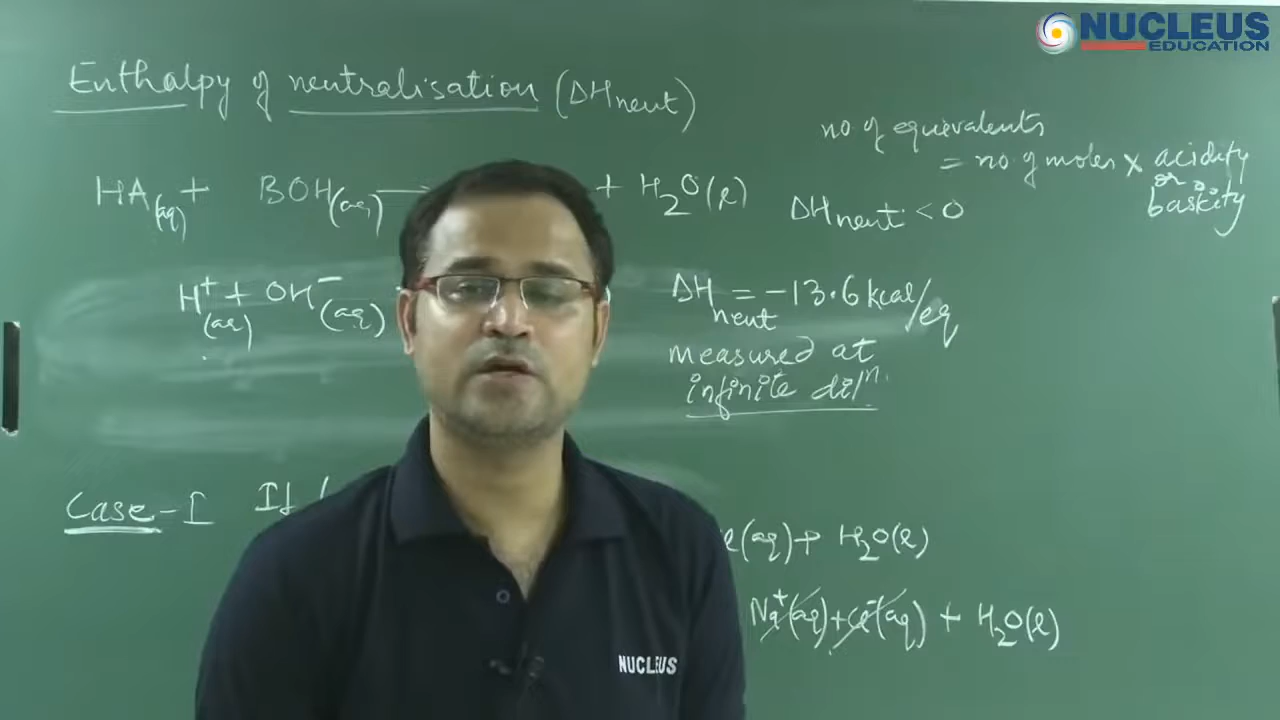 NUCLEUS
EDUCATION
Enthalpy of neutralisation (ΔHneut)
no of equivalents
= no of moles × acidity
or
basicity
HA(aq) + BOH(aq) + H₂O(l)
ΔHneut < 0
H⁺(aq) + OH⁻(aq)
ΔHneut = -13.6 kcal/eq
measured at
infinite dilⁿ.
Case-I If
(aq) + H₂O(l)
Na⁺(aq) + Cl⁻(aq) + H₂O(l)
NUCLEUS